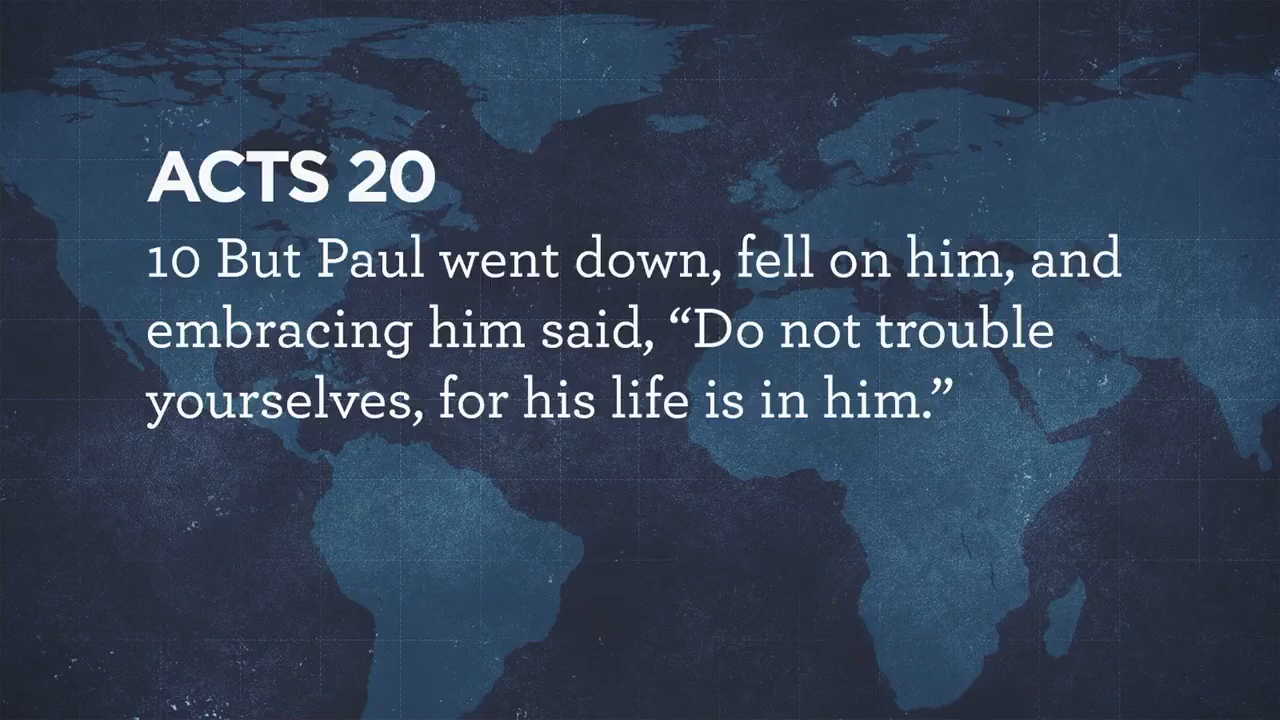 ACTS 20
10 But Paul went down, fell on him, and
embracing him said, “Do not trouble
yourselves, for his life is in him.”